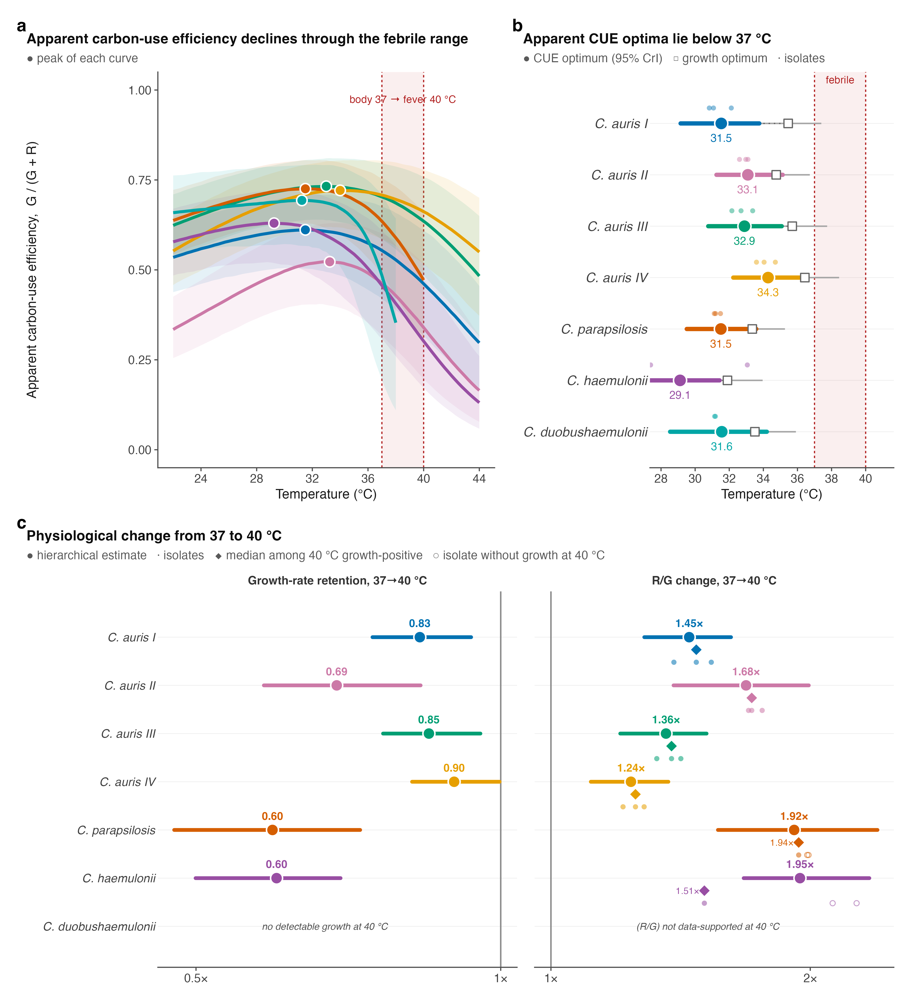 a
Apparent carbon-use efficiency declines through the febrile range
● peak of each curve
Apparent carbon-use efficiency, G / (G + R)
1.00
0.75
0.50
0.25
0.00
body 37 → fever 40 °C
24 28 32 36 40 44
Temperature (°C)
b
Apparent CUE optima lie below 37 °C
● CUE optimum (95% CrI) □ growth optimum · isolates
febrile
C. auris I
31.5
C. auris II
33.1
C. auris III
32.9
C. auris IV
34.3
C. parapsilosis
31.5
C. haemulonii
29.1
C. duobushaemulonii
31.6
28 30 32 34 36 38 40
Temperature (°C)
c
Physiological change from 37 to 40 °C
● hierarchical estimate · isolates ◆ median among 40 °C growth-positive ○ isolate without growth at 40 °C
Growth-rate retention, 37→40 °C
R/G change, 37→40 °C
0.83
1.45×
C. auris I
0.69
1.68×
C. auris II
0.85
1.36×
C. auris III
0.90
1.24×
C. auris IV
0.60
1.92×
C. parapsilosis
1.94×
0.60
1.95×
C. haemulonii
1.51×
C. duobushaemulonii
no detectable growth at 40 °C
(R/G) not data-supported at 40 °C
0.5× 1×
1× 2×